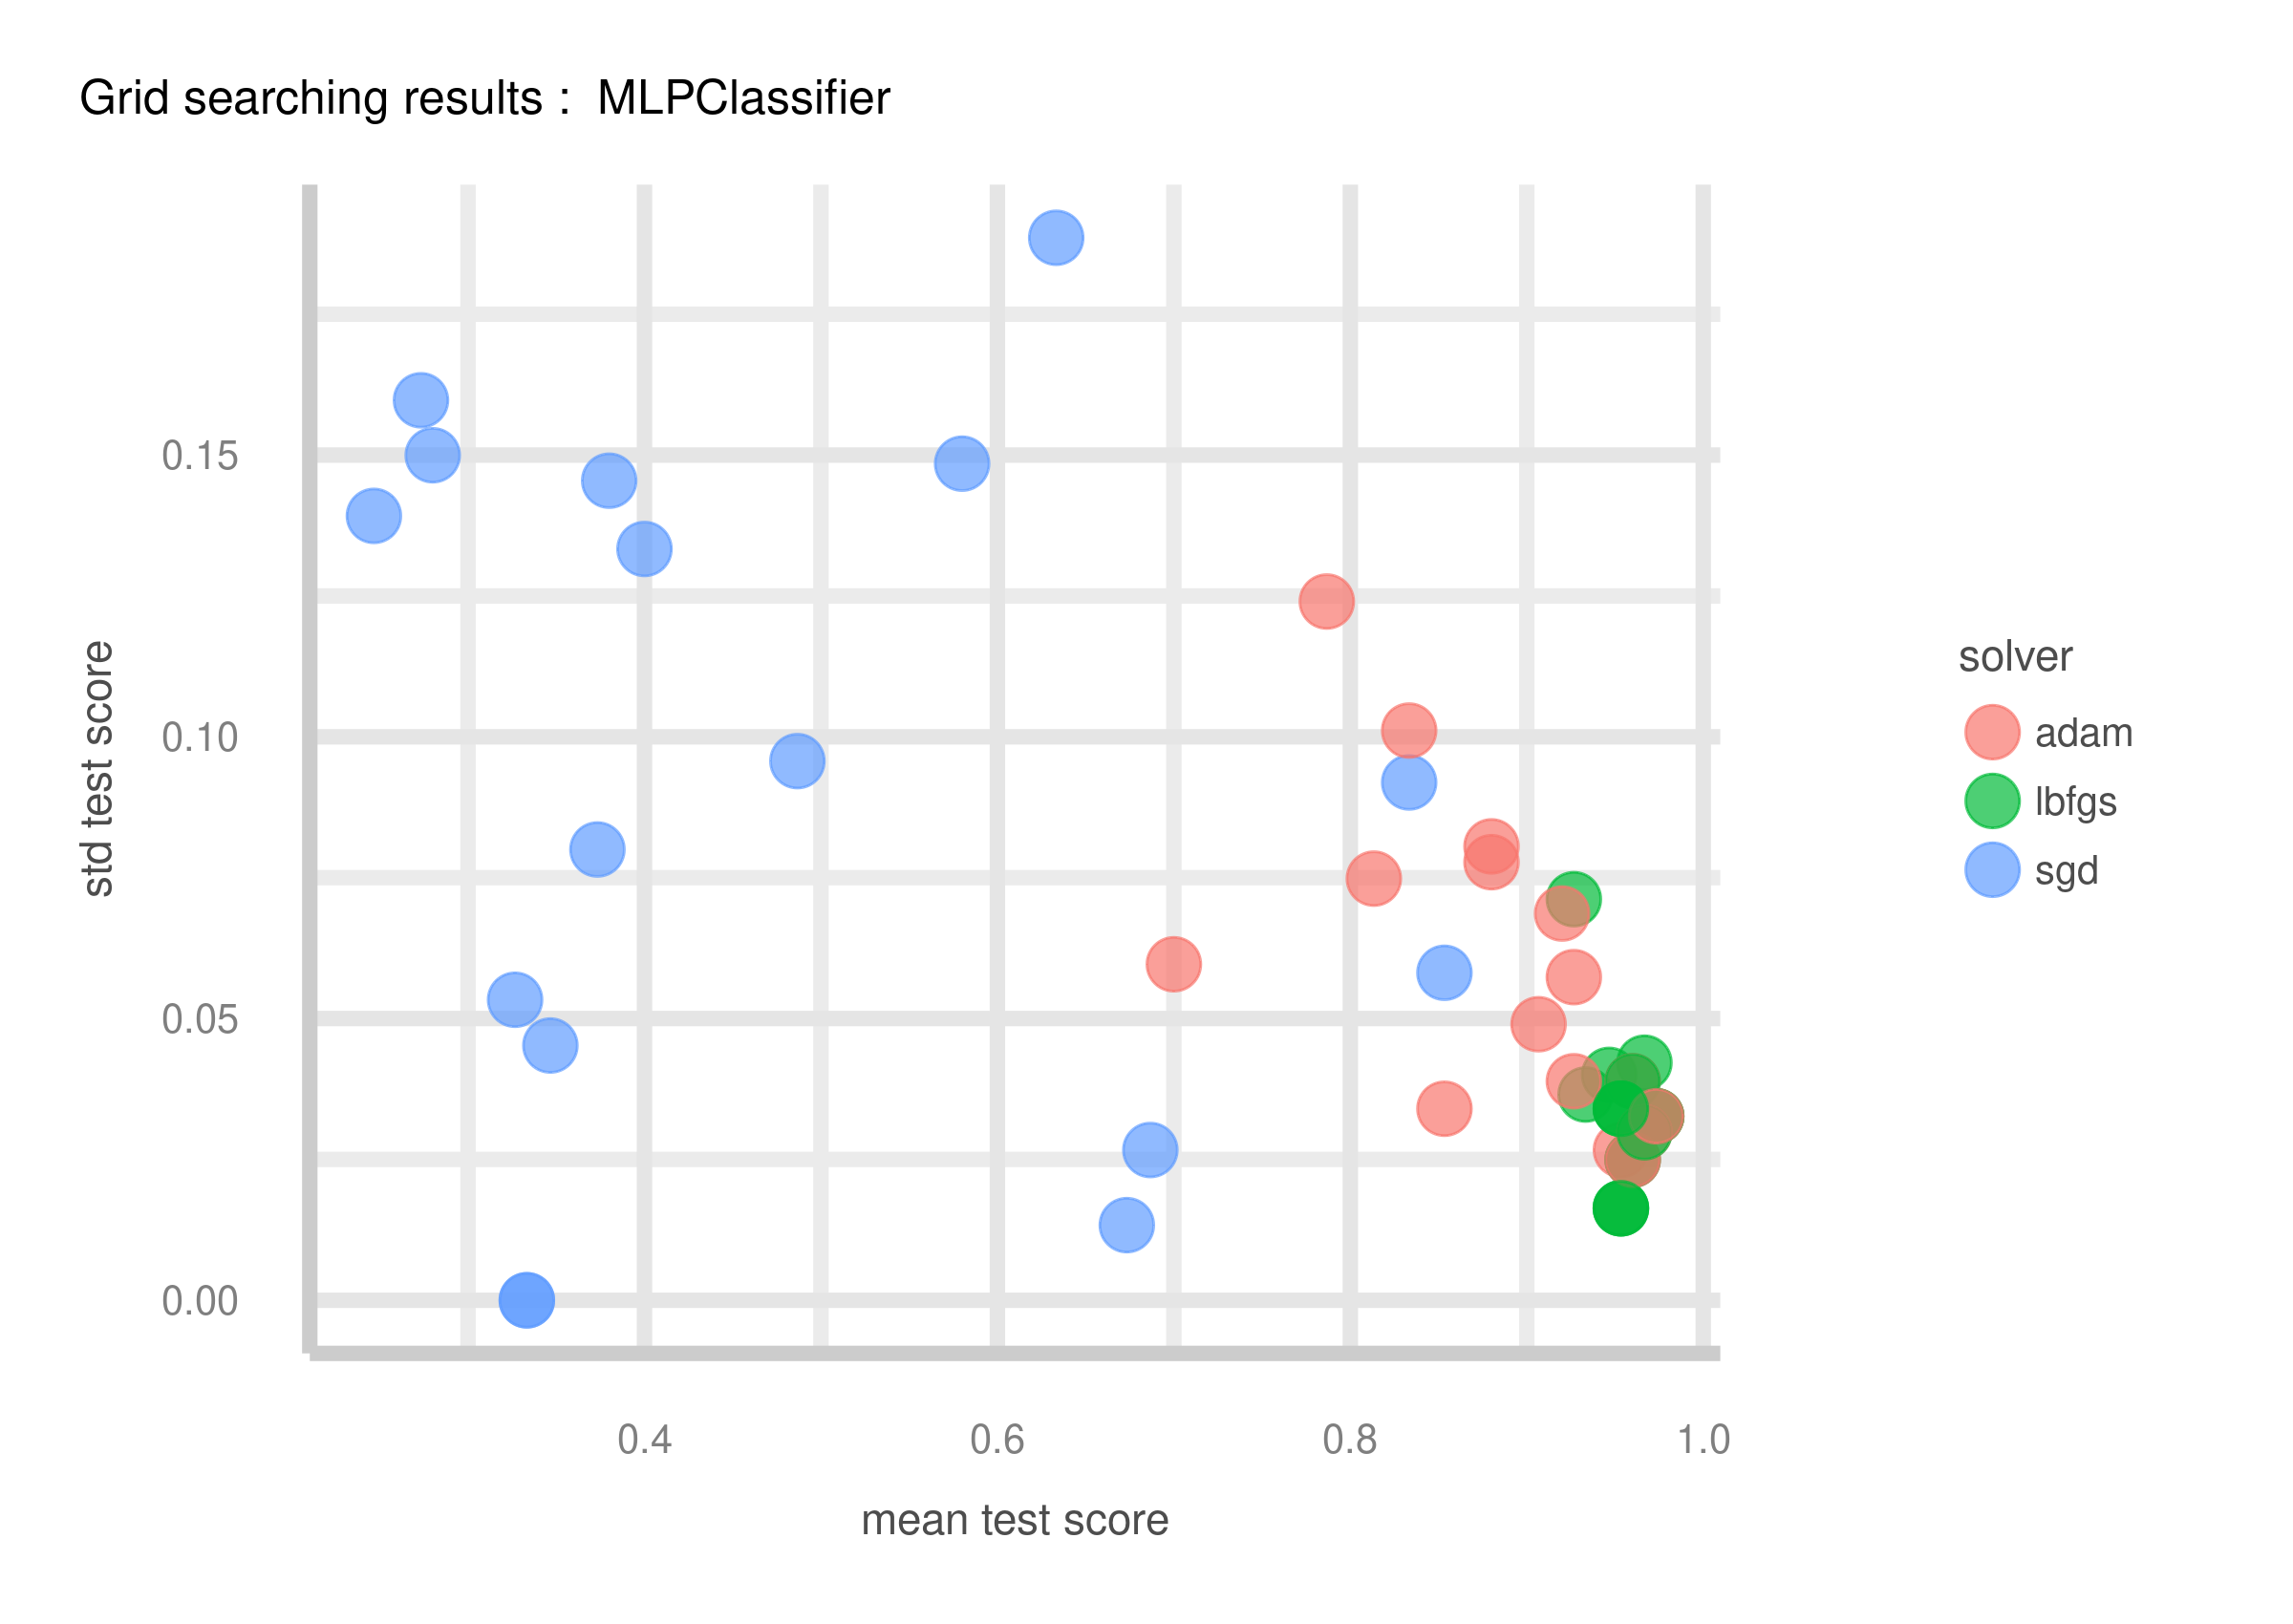 Grid searching results :  MLPClassifier
0.15
0.10
0.05
0.00
std test score
0.4
0.6
0.8
1.0
mean test score
solver
adam
lbfgs
sgd